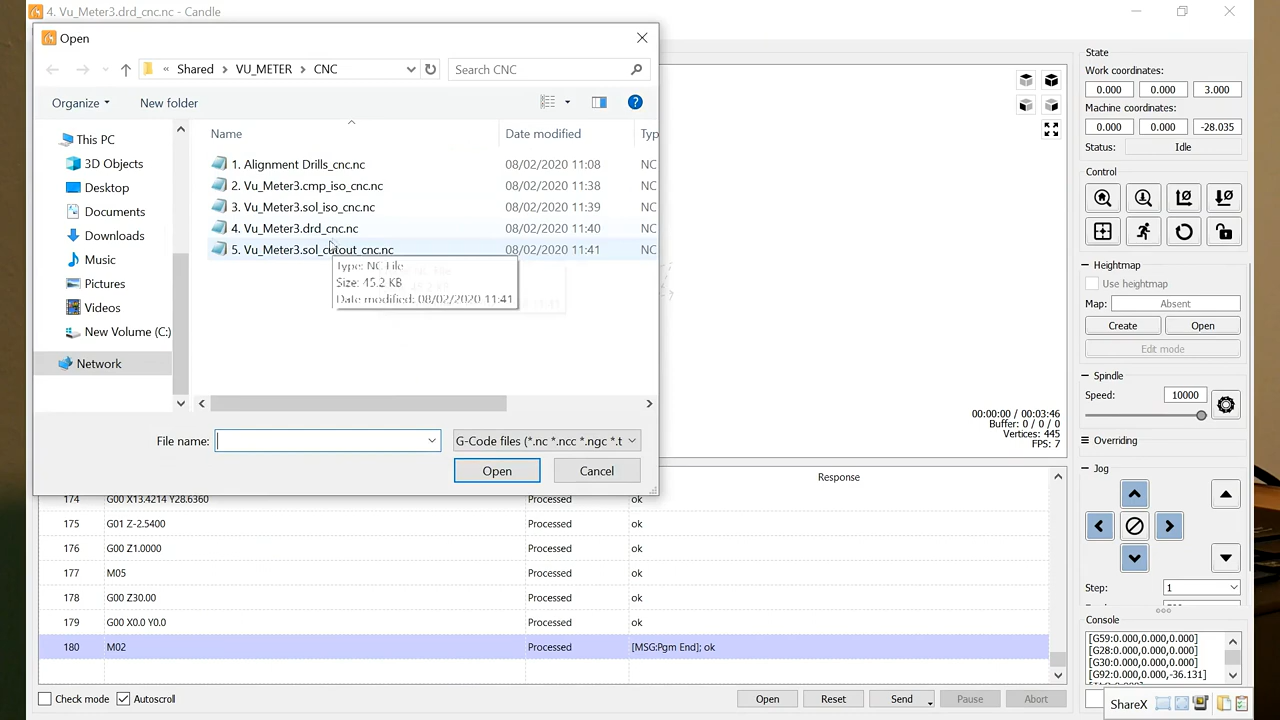 4. Vu_Meter3.drd_cnc.nc - Candle
Open
« Shared > VU_METER > CNC
Search CNC
Organize
New folder
Name
Date modified
Typ
This PC
3D Objects
Desktop
Documents
Downloads
Music
Pictures
Videos
New Volume (C:)
Network
1. Alignment Drills_cnc.nc 08/02/2020 11:08 NC
2. Vu_Meter3.cmp_iso_cnc.nc 08/02/2020 11:38 NC
3. Vu_Meter3.sol_iso_cnc.nc 08/02/2020 11:39 NC
4. Vu_Meter3.drd_cnc.nc 08/02/2020 11:40 NC
5. Vu_Meter3.sol_cutout_cnc.nc 08/02/2020 11:41 NC
Type: NC File
Size: 45.2 KB
Date modified: 08/02/2020 11:41
File name:
G-Code files (*.nc *.ncc *.ngc *.t
Open
Cancel
00:00:00 / 00:03:46
Buffer: 0 / 0 / 0
Vertices: 445
FPS: 7
Response
174 G00 X13.4214 Y28.6360 Processed ok
175 G01 Z-2.5400 Processed ok
176 G00 Z1.0000 Processed ok
177 M05 Processed ok
178 G00 Z30.00 Processed ok
179 G00 X0.0 Y0.0 Processed ok
180 M02 Processed [MSG:Pgm End]; ok
Check mode
Autoscroll
Open
Reset
Send
Pause
Abort
State
Work coordinates:
0.000 0.000 3.000
Machine coordinates:
0.000 0.000 -28.035
Status: Idle
Control
Heightmap
Use heightmap
Map: Absent
Create
Open
Edit mode
Spindle
Speed: 10000
Overriding
Jog
Step: 1
Console
[G59:0.000,0.000,0.000]
[G28:0.000,0.000,0.000]
[G30:0.000,0.000,0.000]
[G92:0.000,0.000,-36.131]
ShareX